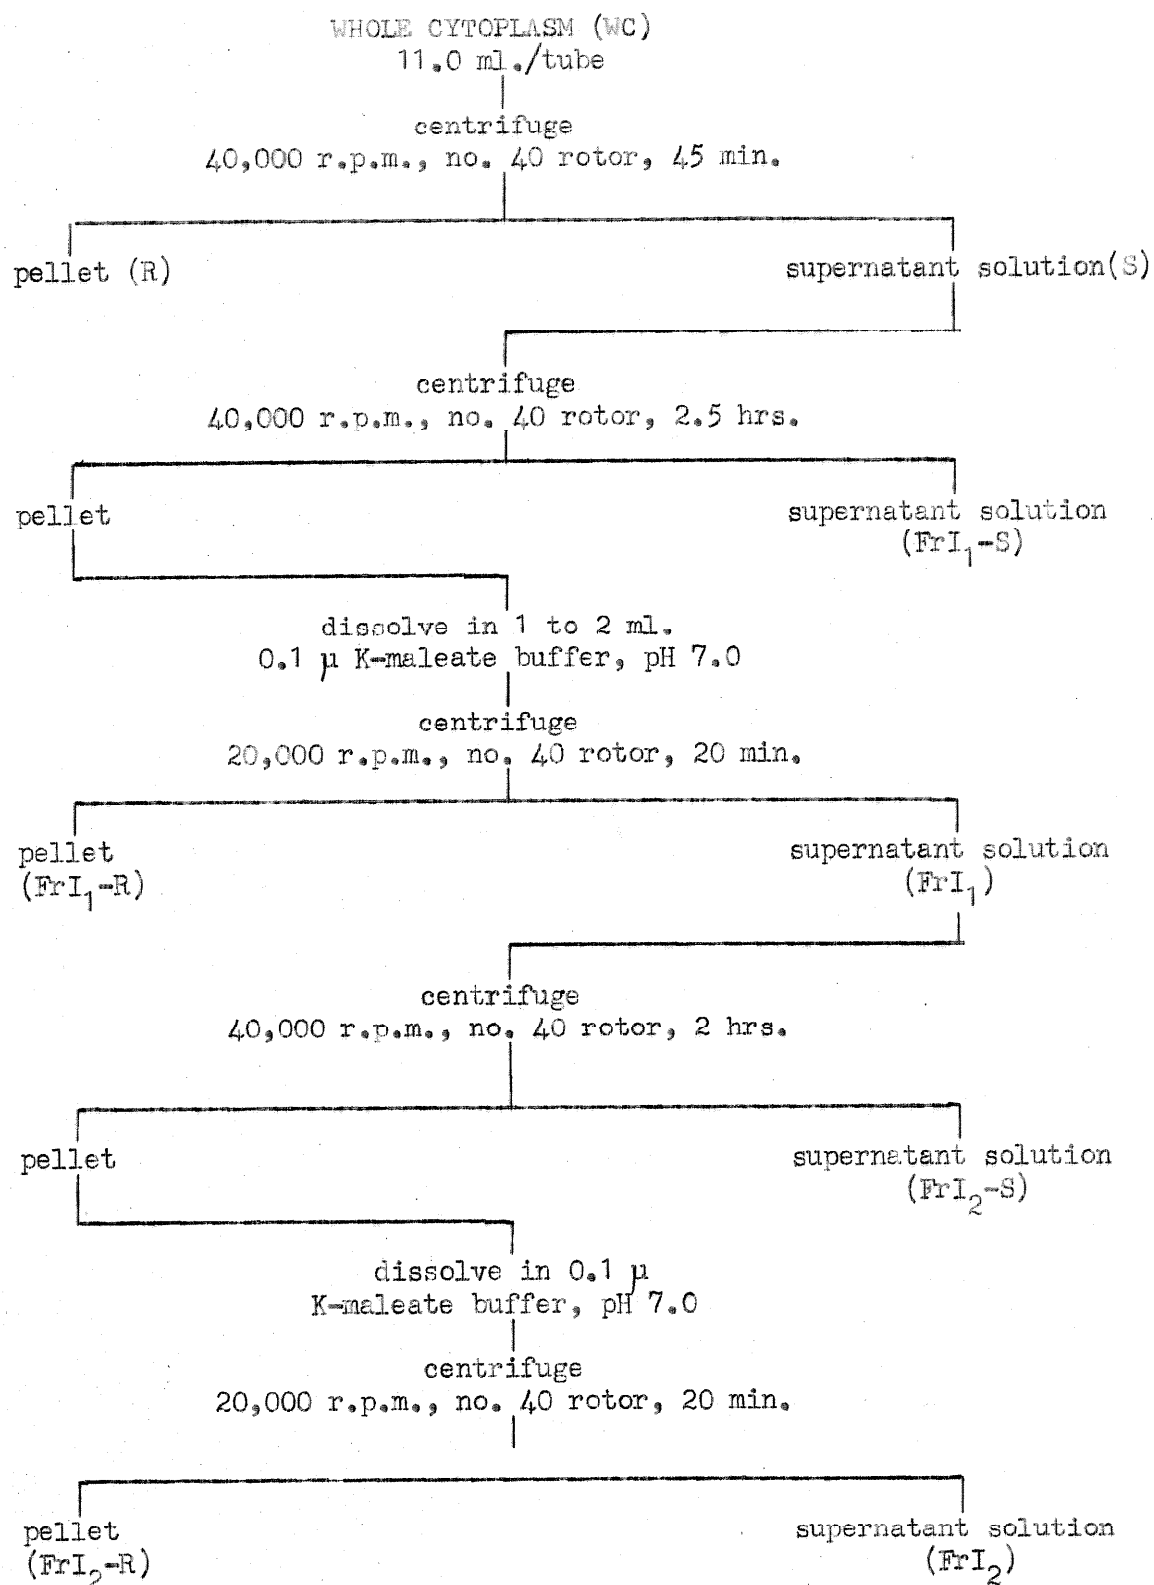 WHOLE CYTOPLASM (WC)
11.0 ml./tube
centrifuge
40,000 r.p.m., no. 40 rotor, 45 min.
pellet (R)
supernatant solution(S)
centrifuge
40,000 r.p.m., no. 40 rotor, 2.5 hrs.
pellet
supernatant solution
(FrI₁-S)
dissolve in 1 to 2 ml.
0.1 µ K-maleate buffer, pH 7.0
centrifuge
20,000 r.p.m., no. 40 rotor, 20 min.
pellet
(FrI₁-R)
supernatant solution
(FrI₁)
centrifuge
40,000 r.p.m., no. 40 rotor, 2 hrs.
pellet
supernatant solution
(FrI₂-S)
dissolve in 0.1 µ
K-maleate buffer, pH 7.0
centrifuge
20,000 r.p.m., no. 40 rotor, 20 min.
pellet
(FrI₂-R)
supernatant solution
(FrI₂)